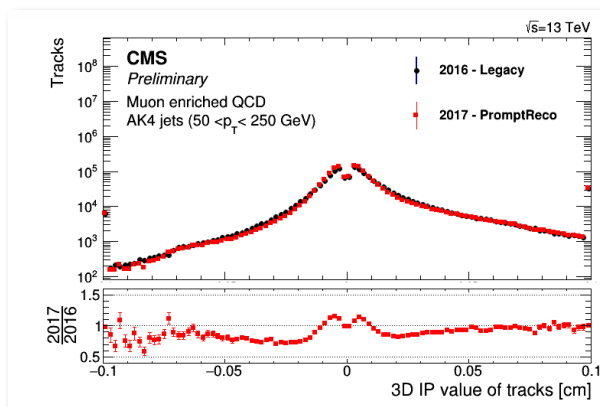 √s=13 TeV
Tracks
CMS
Preliminary
Muon enriched QCD
AK4 jets (50 <p_T< 250 GeV)
2016 - Legacy
2017 - PromptReco
10^8
10^7
10^6
10^5
10^4
10^3
10^2
2017
2016
1.5
1
0.5
−0.1
−0.05
0
0.05
0.1
3D IP value of tracks [cm]